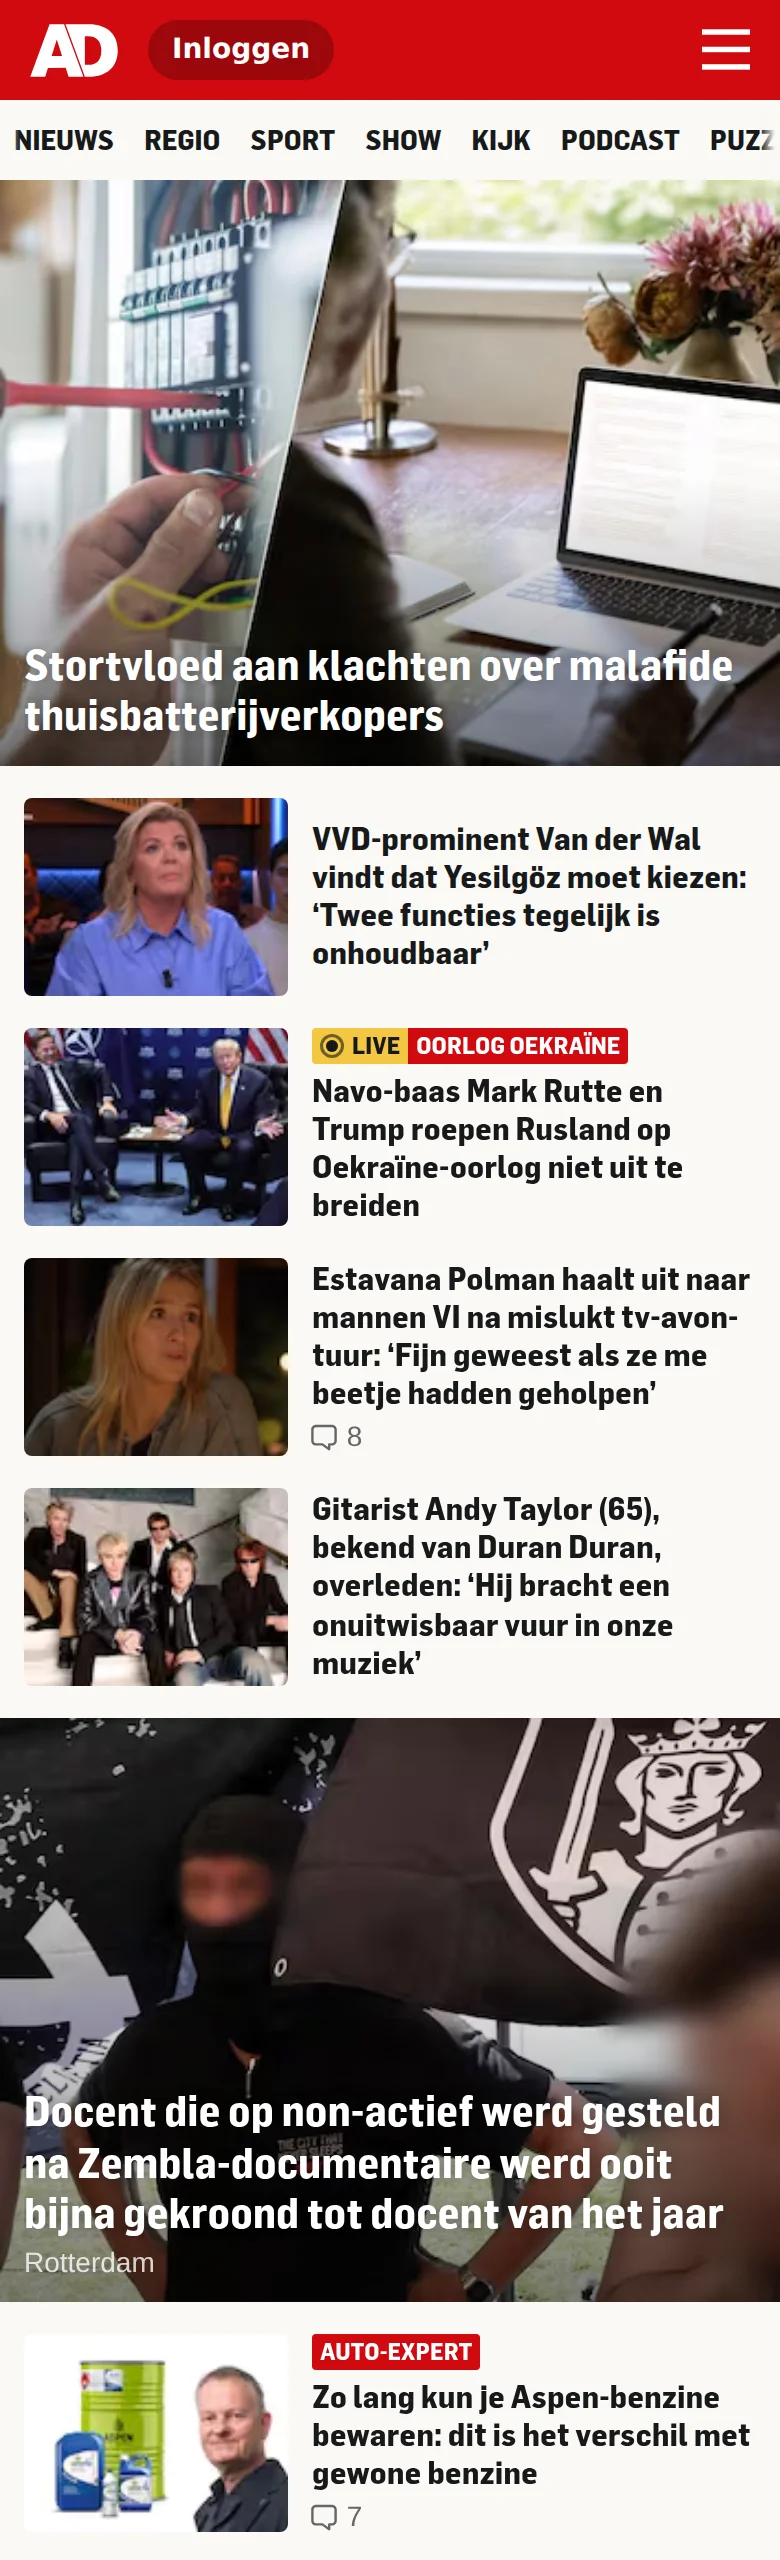 AD
Inloggen
NIEUWS REGIO SPORT SHOW KIJK PODCAST PUZZ
Stortvloed aan klachten over malafide
thuisbatterijverkopers
VVD-prominent Van der Wal
vindt dat Yesilgöz moet kiezen:
‘Twee functies tegelijk is
onhoudbaar’
LIVE OORLOG OEKRAÏNE
Navo-baas Mark Rutte en
Trump roepen Rusland op
Oekraïne-oorlog niet uit te
breiden
Estavana Polman haalt uit naar
mannen VI na mislukt tv-avon-
tuur: ‘Fijn geweest als ze me
beetje hadden geholpen’
8
Gitarist Andy Taylor (65),
bekend van Duran Duran,
overleden: ‘Hij bracht een
onuitwisbaar vuur in onze
muziek’
THE CITY THAT
Docent die op non-actief werd gesteld
na Zembla-documentaire werd ooit
bijna gekroond tot docent van het jaar
Rotterdam
AUTO-EXPERT
ASPEN
Zo lang kun je Aspen-benzine
bewaren: dit is het verschil met
gewone benzine
7